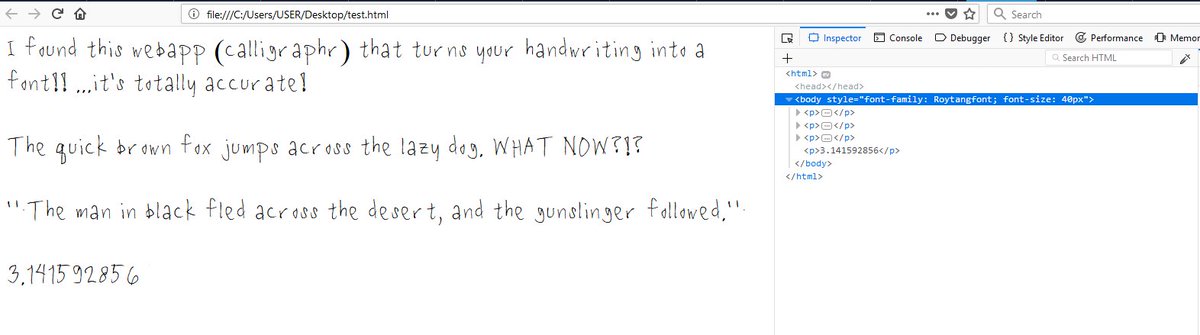 file:///C:/Users/USER/Desktop/test.html
Search
I found this webapp (calligraphr) that turns your handwriting into a
font!! ...it's totally accurate!
The quick brown fox jumps across the lazy dog. WHAT NOW?!?
"The man in black fled across the desert, and the gunslinger followed."
3.141592856
Inspector Console Debugger {} Style Editor Performance Memor
+ Search HTML
<html> ev
<head></head>
<body style="font-family: Roytangfont; font-size: 40px">
<p>…</p>
<p>…</p>
<p>…</p>
<p>3.141592856</p>
</body>
</html>